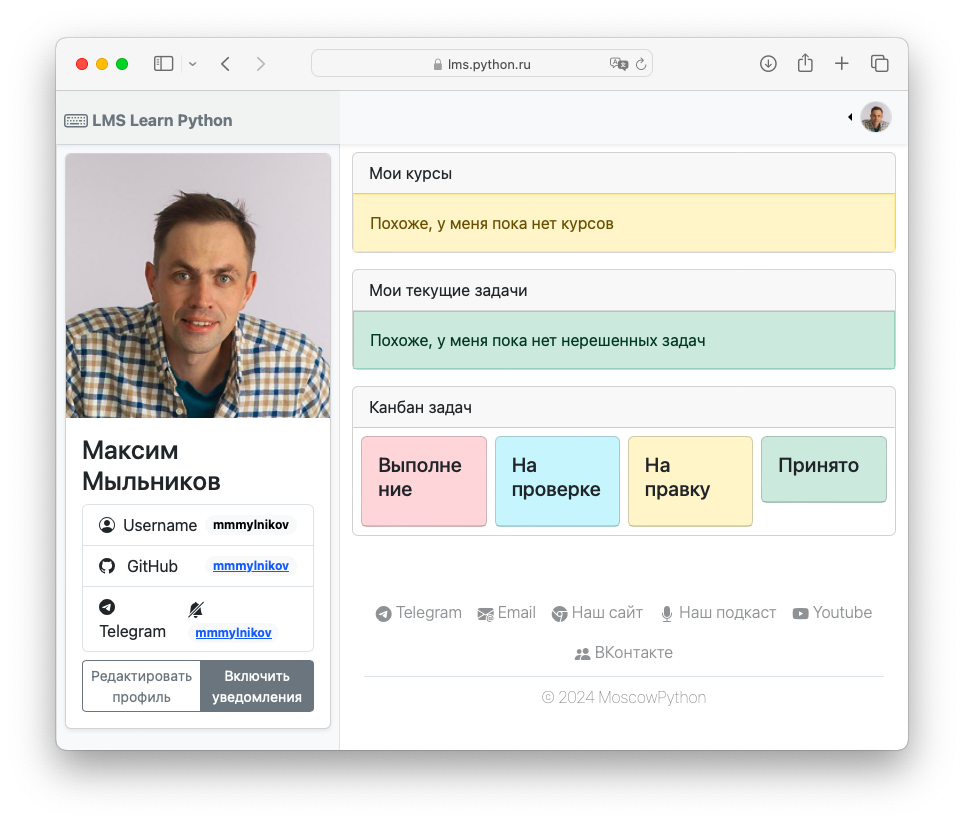 lms.python.ru
LMS Learn Python
Максим
Мыльников
Username mmmylnikov
GitHub mmmylnikov
Telegram mmmylnikov
Редактировать
профиль
Включить
уведомления
Мои курсы
Похоже, у меня пока нет курсов
Мои текущие задачи
Похоже, у меня пока нет нерешенных задач
Канбан задач
Выполне
ние
На
проверке
На
правку
Принято
Telegram Email Наш сайт Наш подкаст Youtube
ВКонтакте
© 2024 MoscowPython